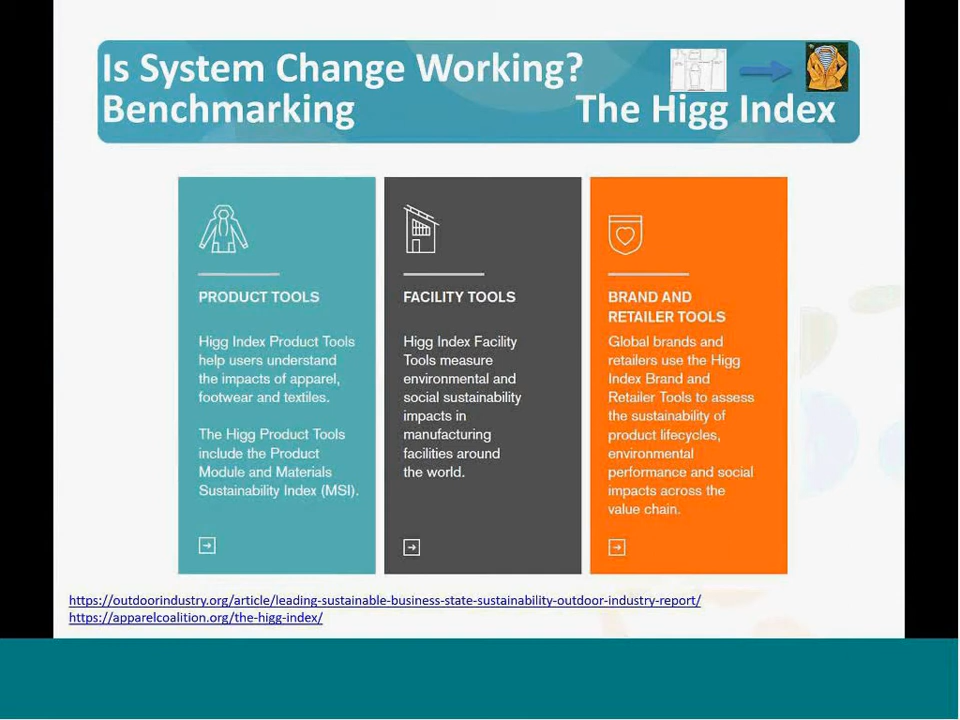 Is System Change Working?
Benchmarking The Higg Index
PRODUCT TOOLS
Higg Index Product Tools
help users understand
the impacts of apparel,
footwear and textiles.
The Higg Product Tools
include the Product
Module and Materials
Sustainability Index (MSI).
FACILITY TOOLS
Higg Index Facility
Tools measure
environmental and
social sustainability
impacts in
manufacturing
facilities around
the world.
BRAND AND
RETAILER TOOLS
Global brands and
retailers use the Higg
Index Brand and
Retailer Tools to assess
the sustainability of
product lifecycles,
environmental
performance and social
impacts across the
value chain.
https://outdoorindustry.org/article/leading-sustainable-business-state-sustainability-outdoor-industry-report/
https://apparelcoalition.org/the-higg-index/